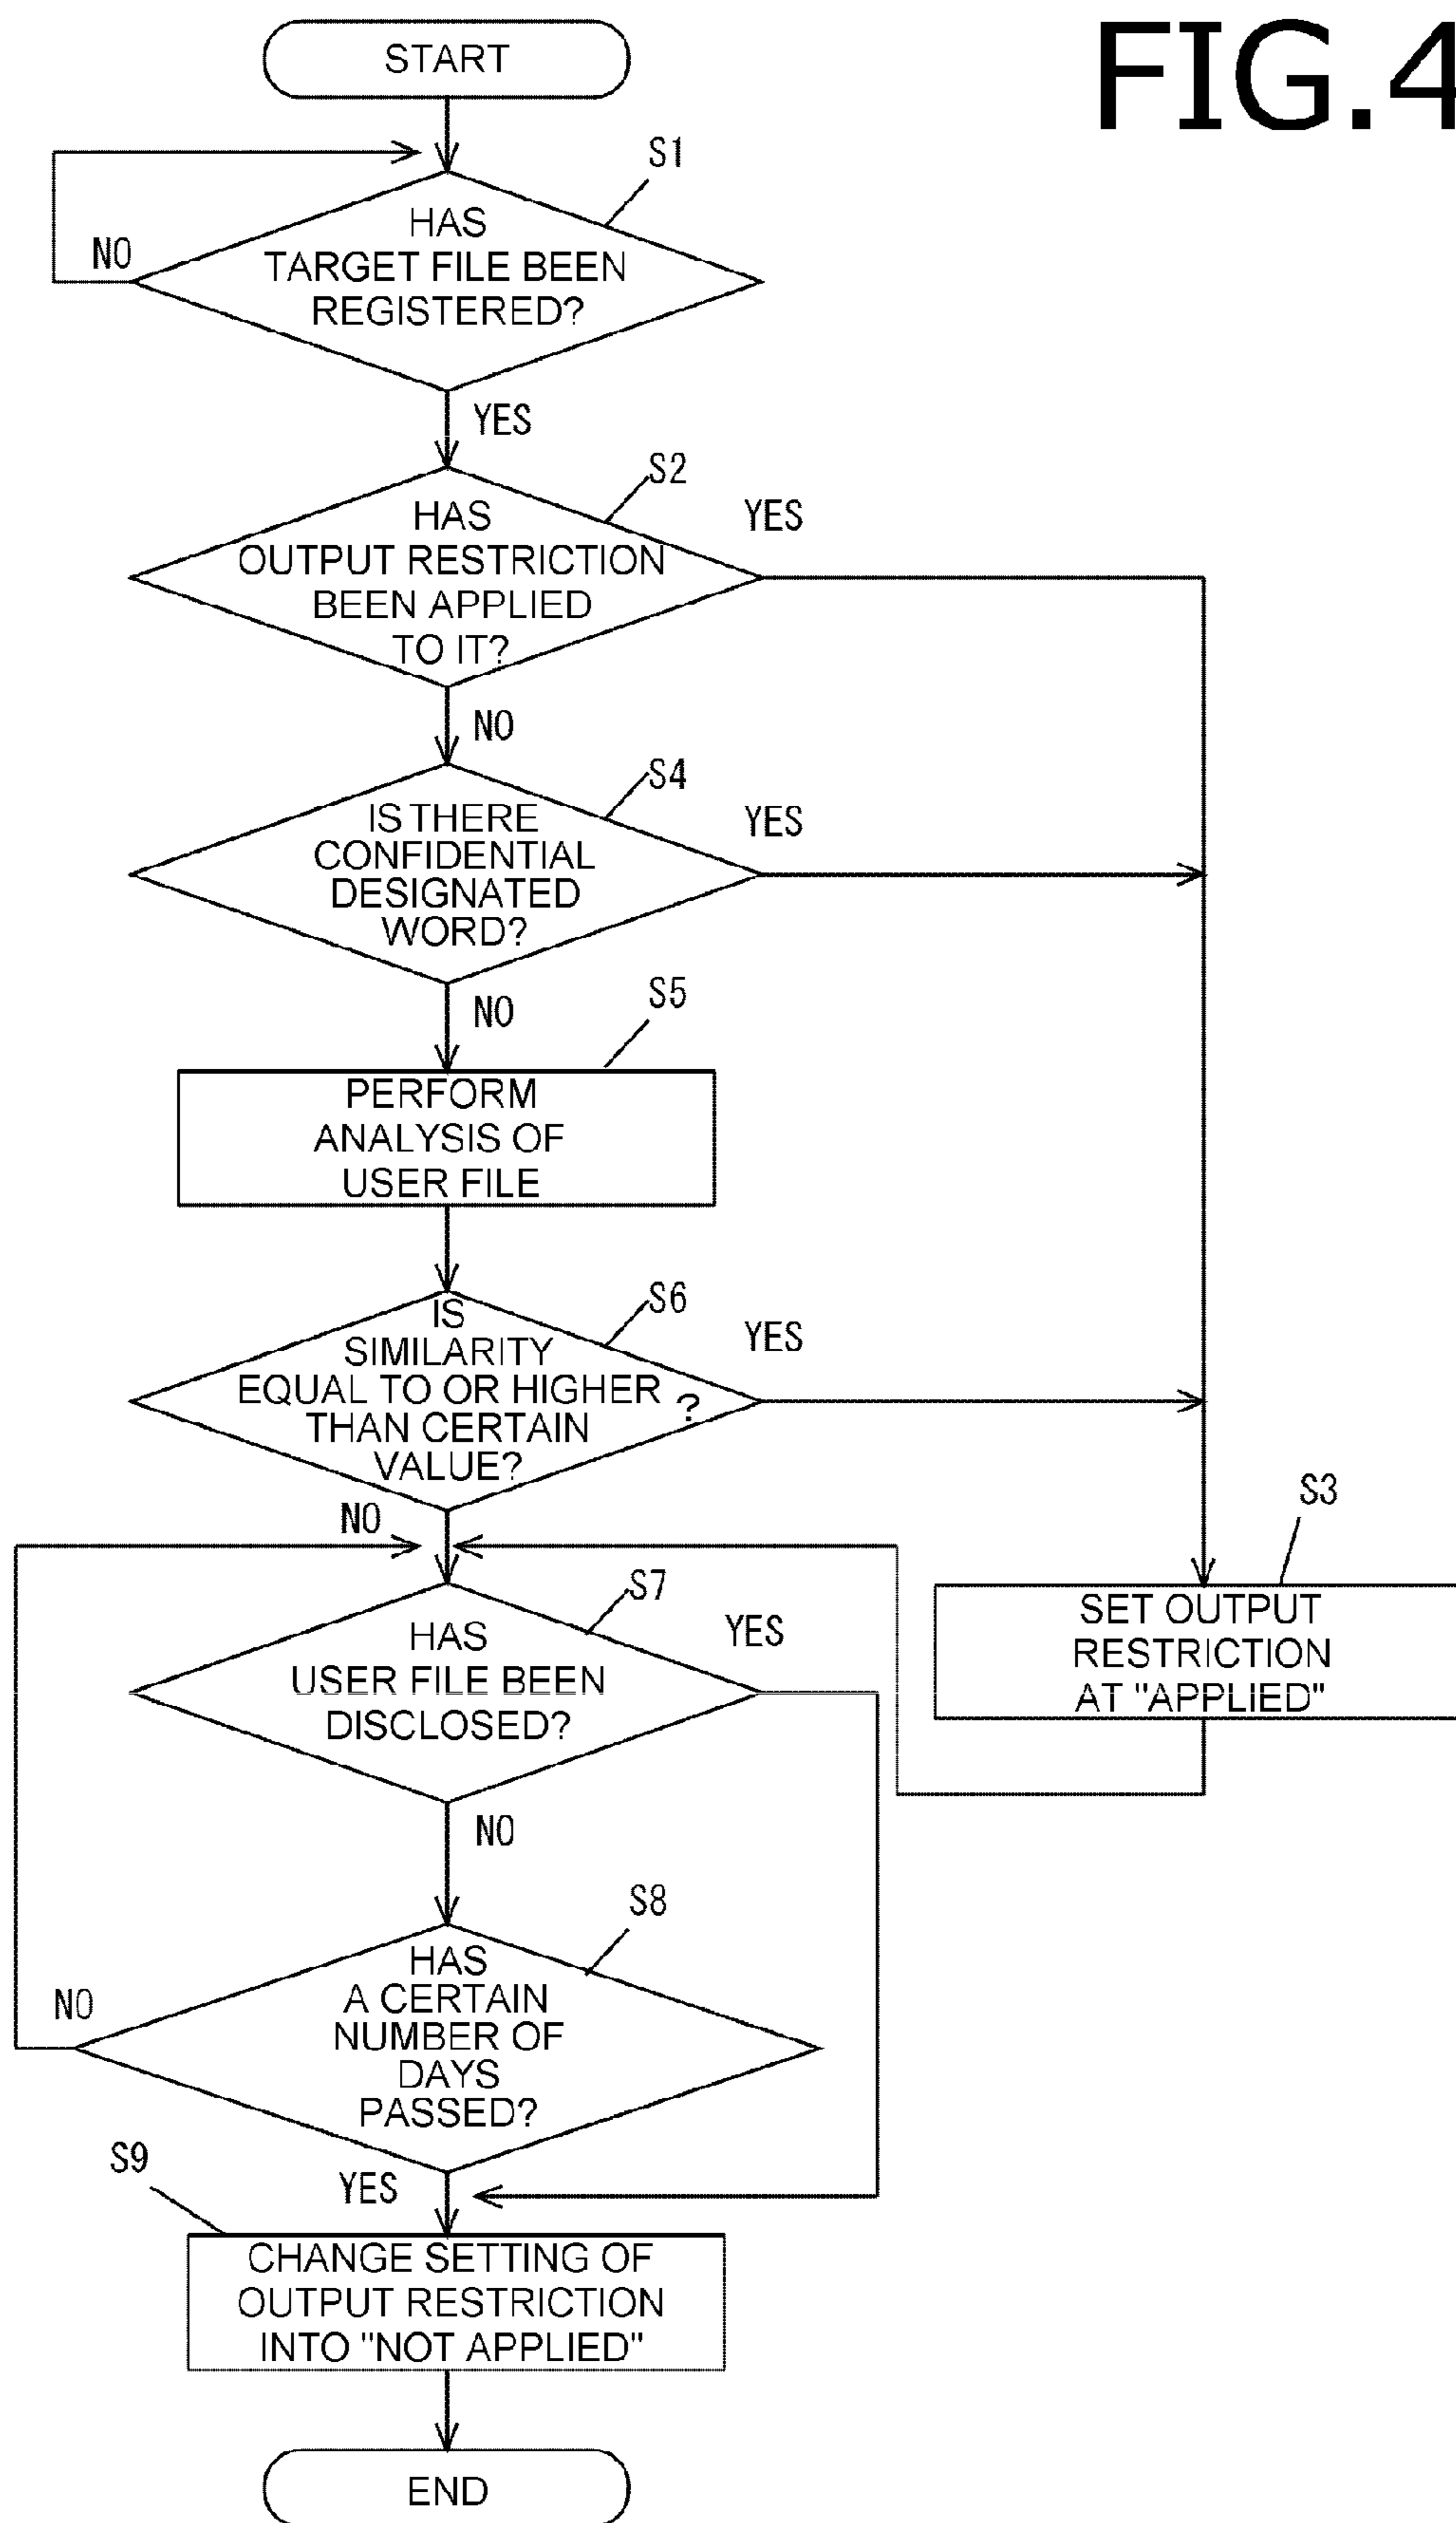 FIG.4
START
S1
HAS
TARGET FILE BEEN
REGISTERED?
NO
YES
S2
HAS
OUTPUT RESTRICTION
BEEN APPLIED
TO IT?
YES
NO
S4
IS THERE
CONFIDENTIAL
DESIGNATED
WORD?
YES
NO
S5
PERFORM
ANALYSIS OF
USER FILE
S6
IS
SIMILARITY
EQUAL TO OR HIGHER ?
THAN CERTAIN
VALUE?
YES
NO
S3
SET OUTPUT
RESTRICTION
AT "APPLIED"
S7
HAS
USER FILE BEEN
DISCLOSED?
YES
NO
S8
HAS
A CERTAIN
NUMBER OF
DAYS
PASSED?
NO
YES
S9
CHANGE SETTING OF
OUTPUT RESTRICTION
INTO "NOT APPLIED"
END